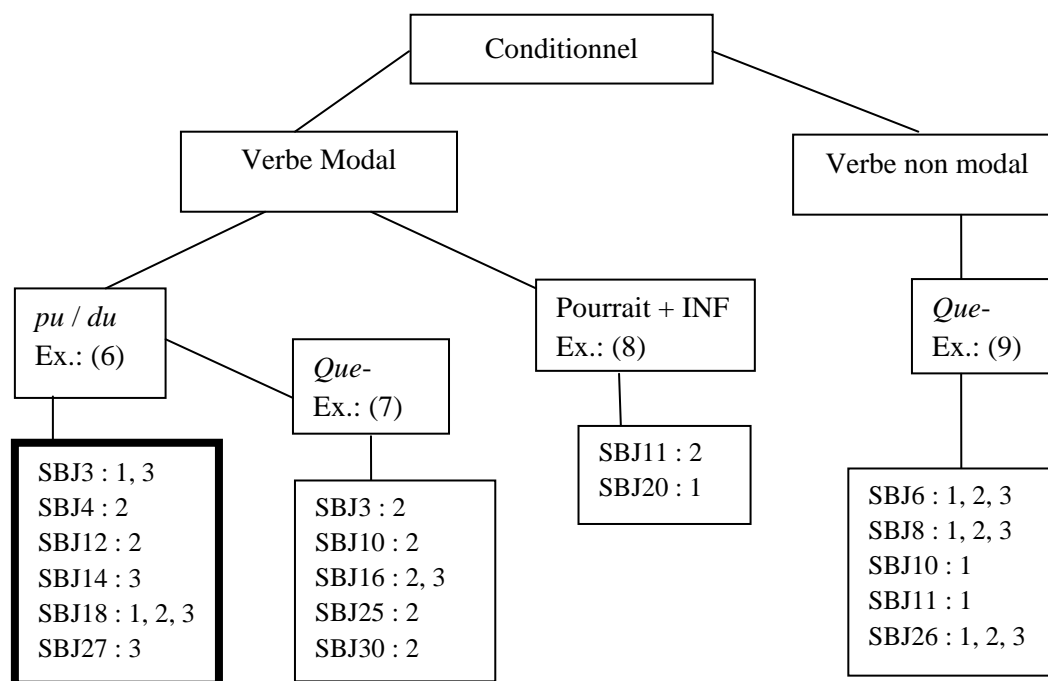 Conditionnel
Verbe Modal
Verbe non modal
pu / du
Ex.: (6)
Que-
Ex.: (7)
Pourrait + INF
Ex.: (8)
Que-
Ex.: (9)
SBJ3 : 1, 3
SBJ4 : 2
SBJ12 : 2
SBJ14 : 3
SBJ18 : 1, 2, 3
SBJ27 : 3
SBJ3 : 2
SBJ10 : 2
SBJ16 : 2, 3
SBJ25 : 2
SBJ30 : 2
SBJ11 : 2
SBJ20 : 1
SBJ6 : 1, 2, 3
SBJ8 : 1, 2, 3
SBJ10 : 1
SBJ11 : 1
SBJ26 : 1, 2, 3